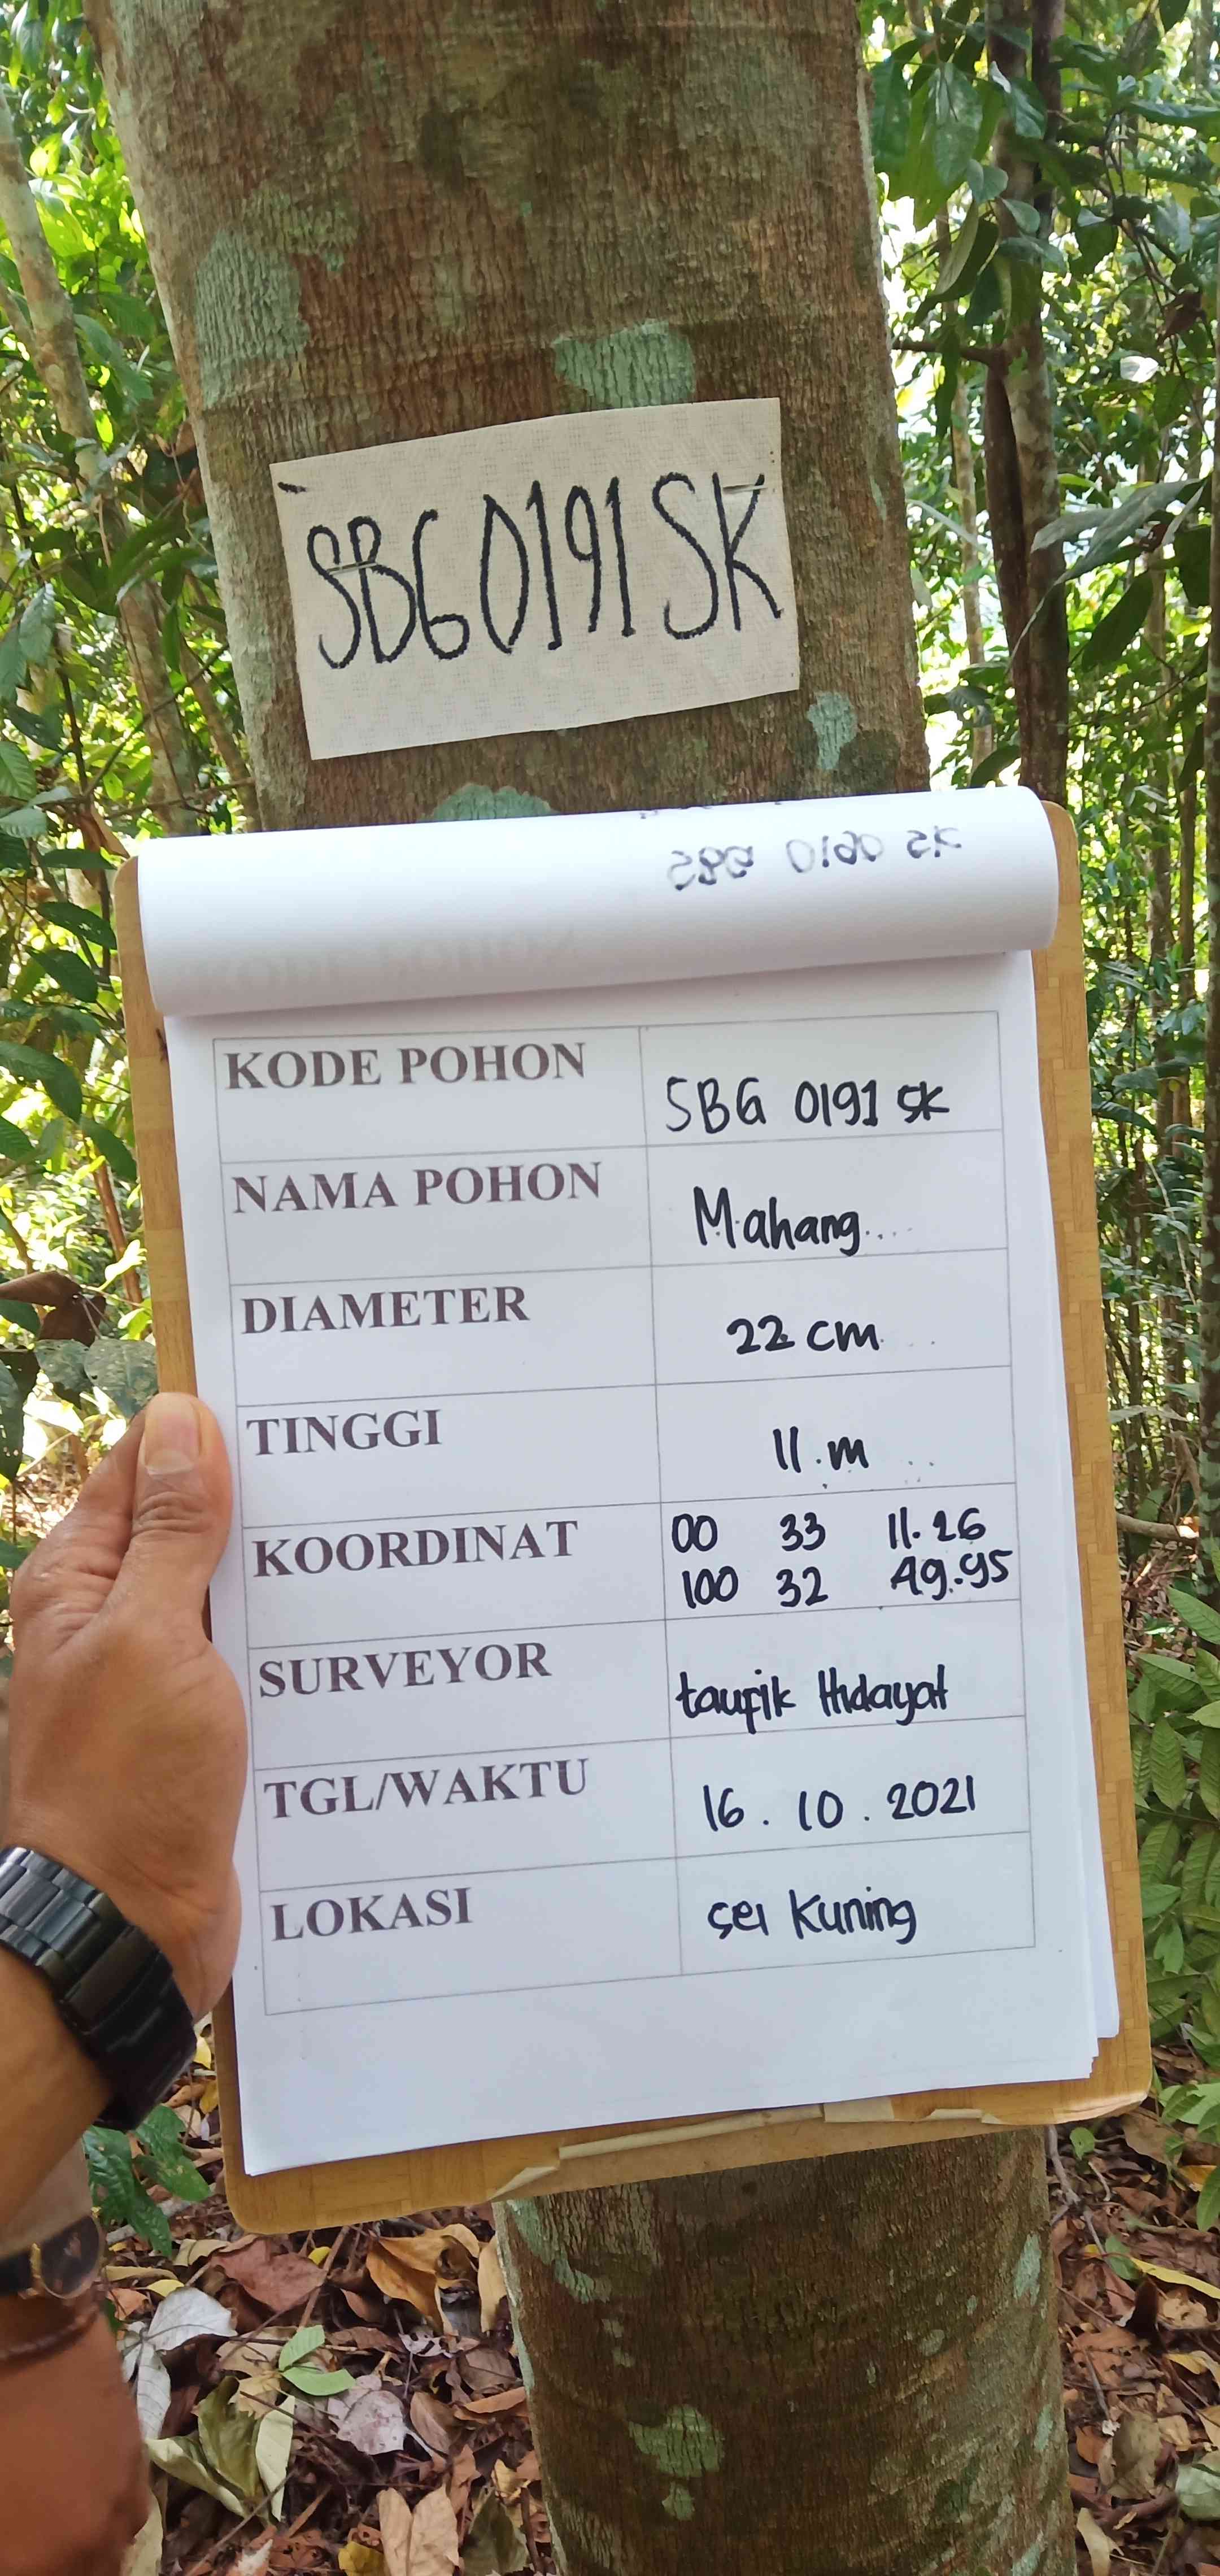 SBG 0191 SK
SBG 0190 SK
KODE POHON SBG 0191 SK
NAMA POHON Mahang
DIAMETER 22 cm
TINGGI 11.m
KOORDINAT 00 33 11.26
100 32 49.95
SURVEYOR taufik Hidayat
TGL/WAKTU 16.10.2021
LOKASI sei Kuning